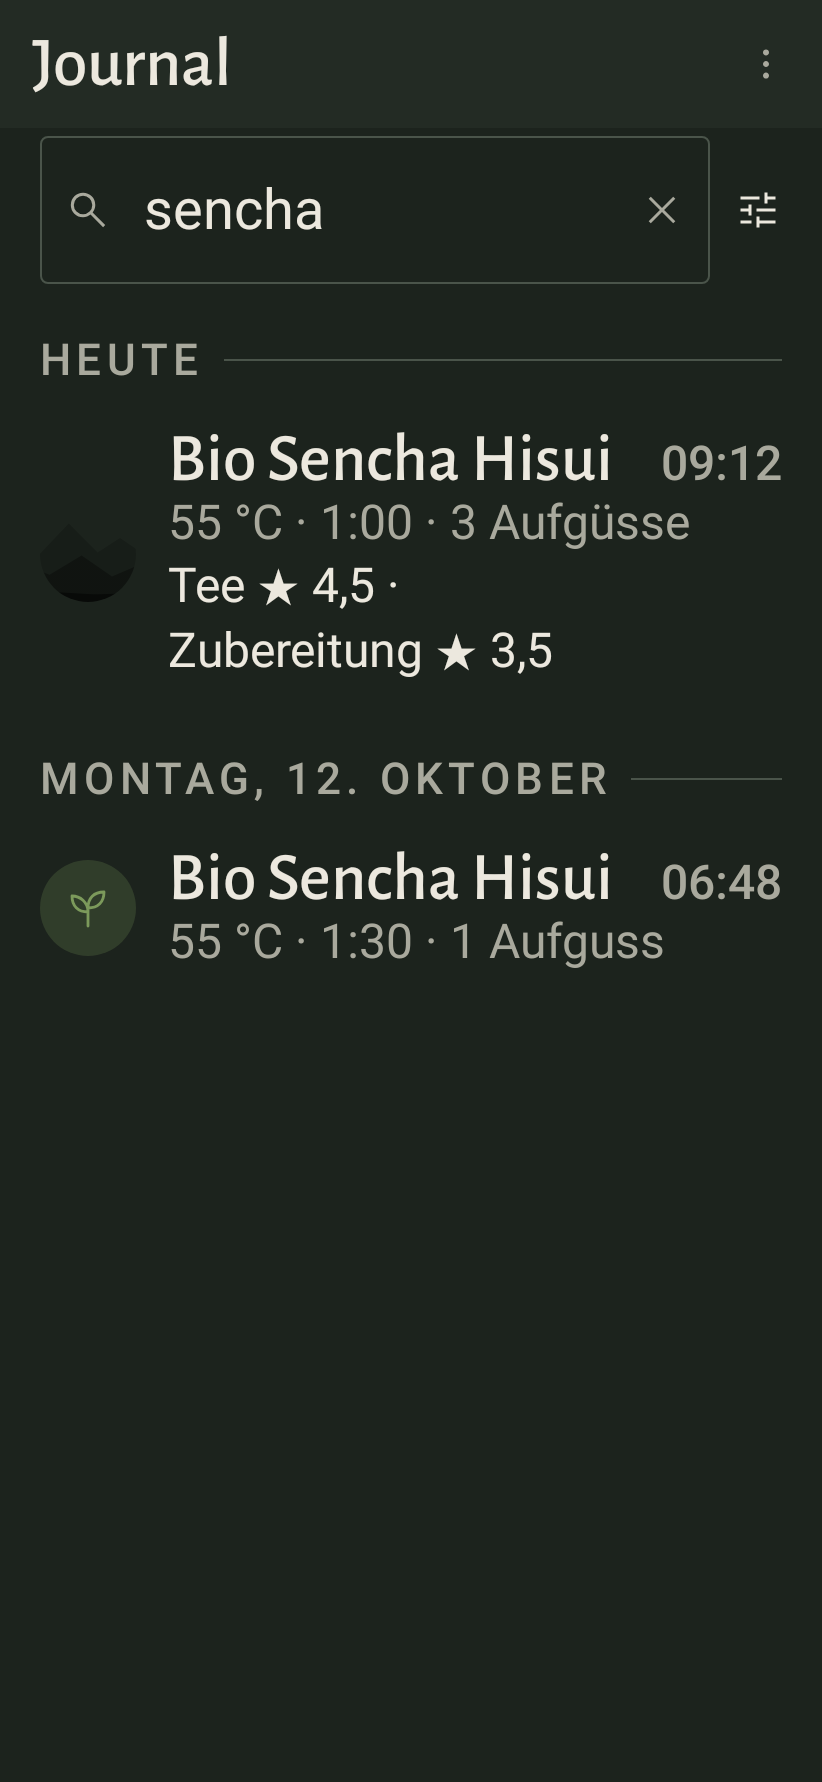 Journal
sencha
HEUTE
Bio Sencha Hisui 09:12
55 °C · 1:00 · 3 Aufgüsse
Tee ★ 4,5 ·
Zubereitung ★ 3,5
MONTAG, 12. OKTOBER
Bio Sencha Hisui 06:48
55 °C · 1:30 · 1 Aufguss